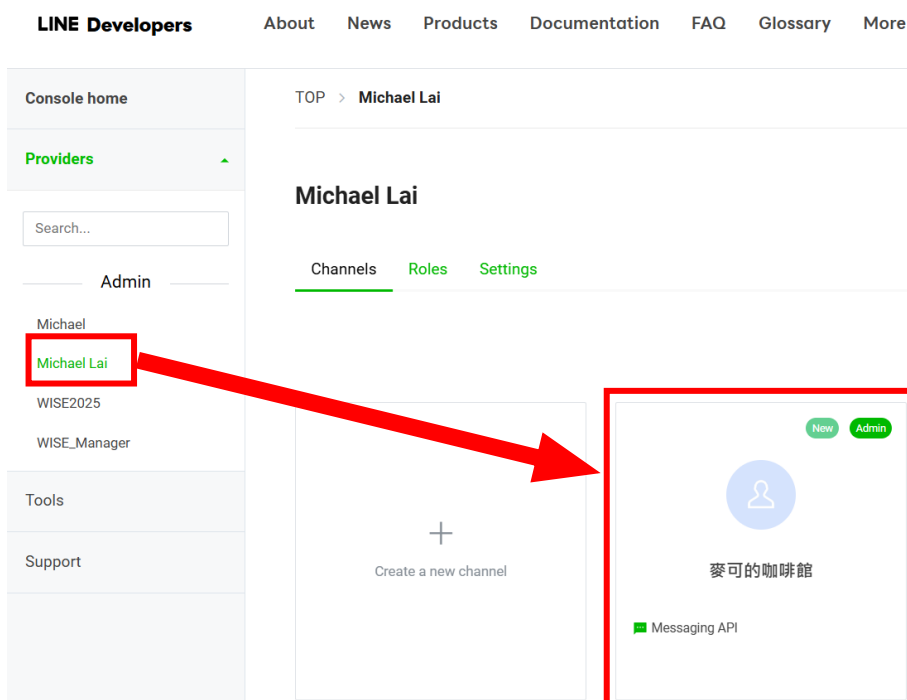 LINE Developers
About News Products Documentation FAQ Glossary More
Console home
Providers
Search...
Admin
Michael
Michael Lai
WISE2025
WISE_Manager
Tools
Support
TOP > Michael Lai
Michael Lai
Channels Roles Settings
Create a new channel
New Admin
麥可的咖啡館
Messaging API